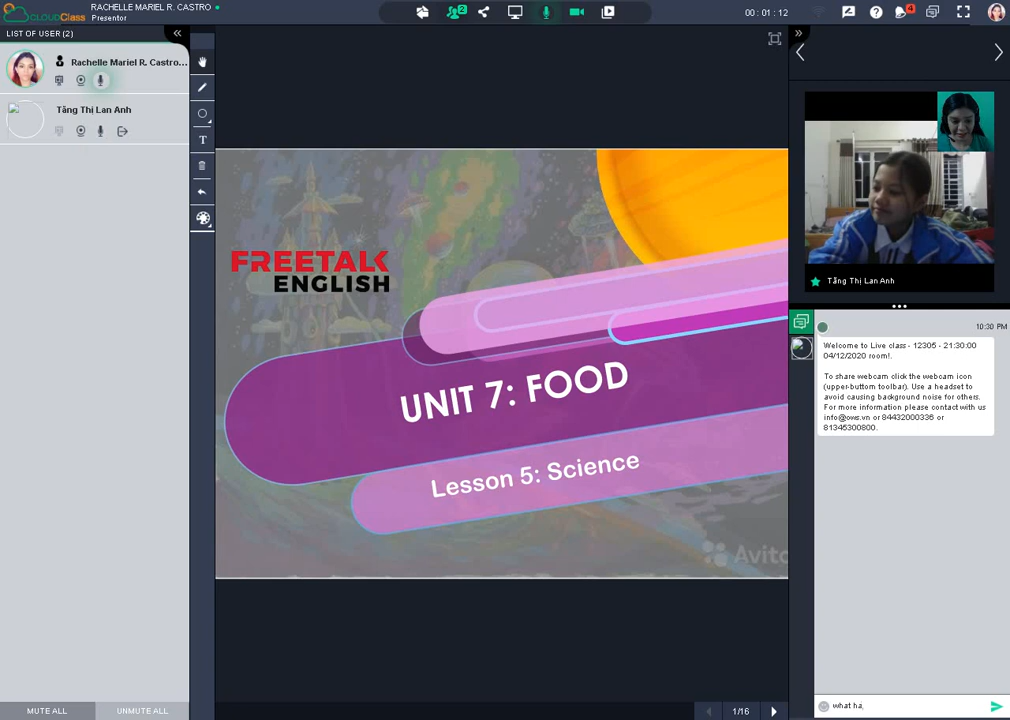 CLOUDCLASS
RACHELLE MARIEL R. CASTRO
Presentor
2
00 : 01 : 12
4
LIST OF USER (2)
Rachelle Mariel R. Castro...
Tăng Thị Lan Anh
T
FREETALK
ENGLISH
UNIT 7: FOOD
Lesson 5: Science
Avito
Tăng Thị Lan Anh
10:30 PM
Welcome to Live class - 12305 - 21:30:00
04/12/2020 room!.
To share webcam click the webcam icon
(upper-buttom toolbar). Use a headset to
avoid causing background noise for others.
For more information please contact with us
info@ows.vn or 84432000336 or
81345300800.
MUTE ALL
UNMUTE ALL
1/16
what ha